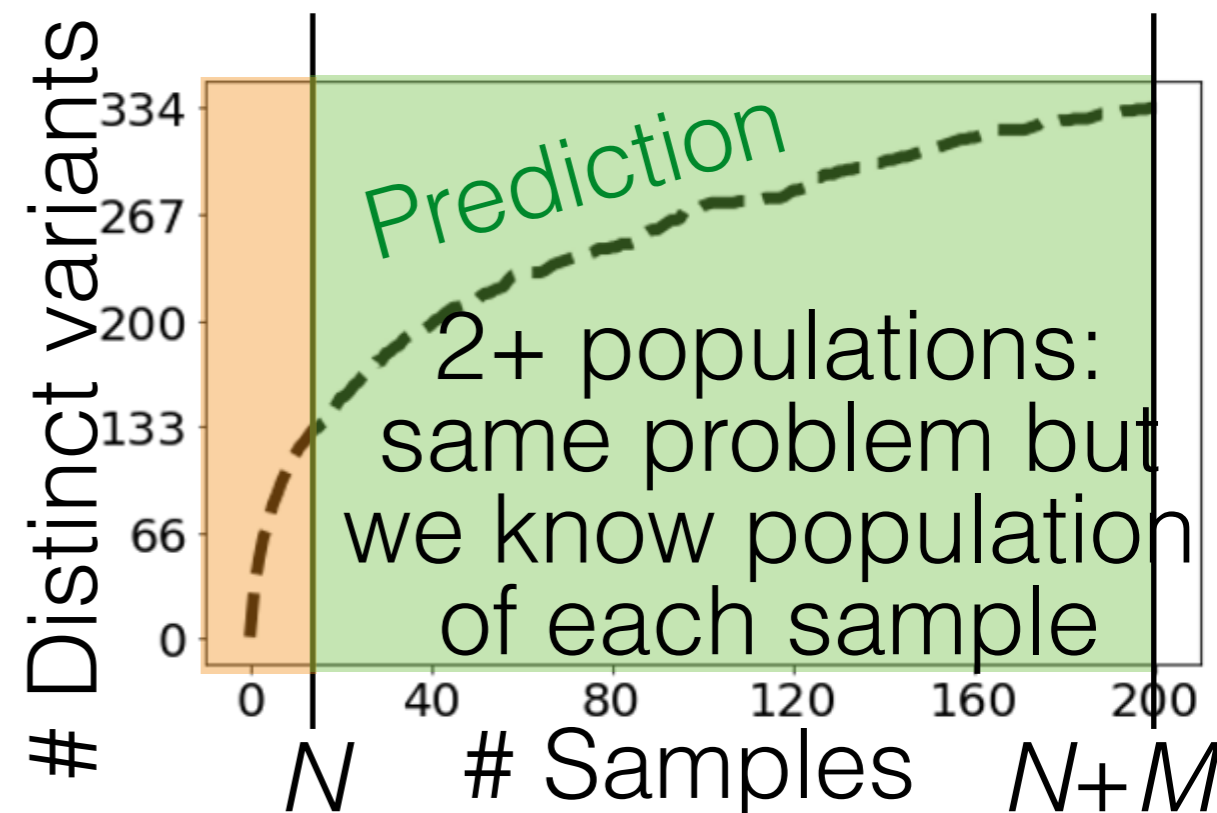 # Distinct variants
334
267
200
133
66
0
Prediction
2+ populations:
same problem but
we know population
of each sample
0 40 80 120 160 200
N # Samples N+M